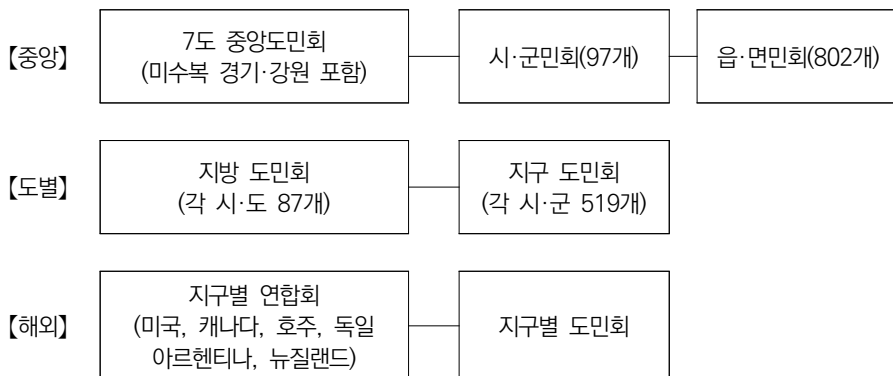 【중앙】
7도 중앙도민회
(미수복 경기·강원 포함)
시·군민회(97개)
읍·면민회(802개)
【도별】
지방 도민회
(각 시·도 87개)
지구 도민회
(각 시·군 519개)
【해외】
지구별 연합회
(미국, 캐나다, 호주, 독일
아르헨티나, 뉴질랜드)
지구별 도민회